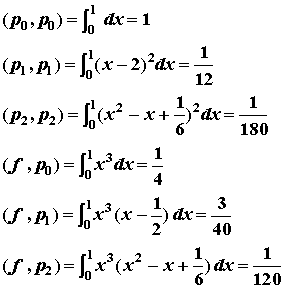 (p₀, p₀) = ∫₀¹ dx = 1
(p₁, p₁) = ∫₀¹ (x − 2)² dx = 1/12
(p₂, p₂) = ∫₀¹ (x² − x + 1/6)² dx = 1/180
(f, p₀) = ∫₀¹ x³ dx = 1/4
(f, p₁) = ∫₀¹ x³ (x − 1/2) dx = 3/40
(f, p₂) = ∫₀¹ x³ (x² − x + 1/6) dx = 1/120